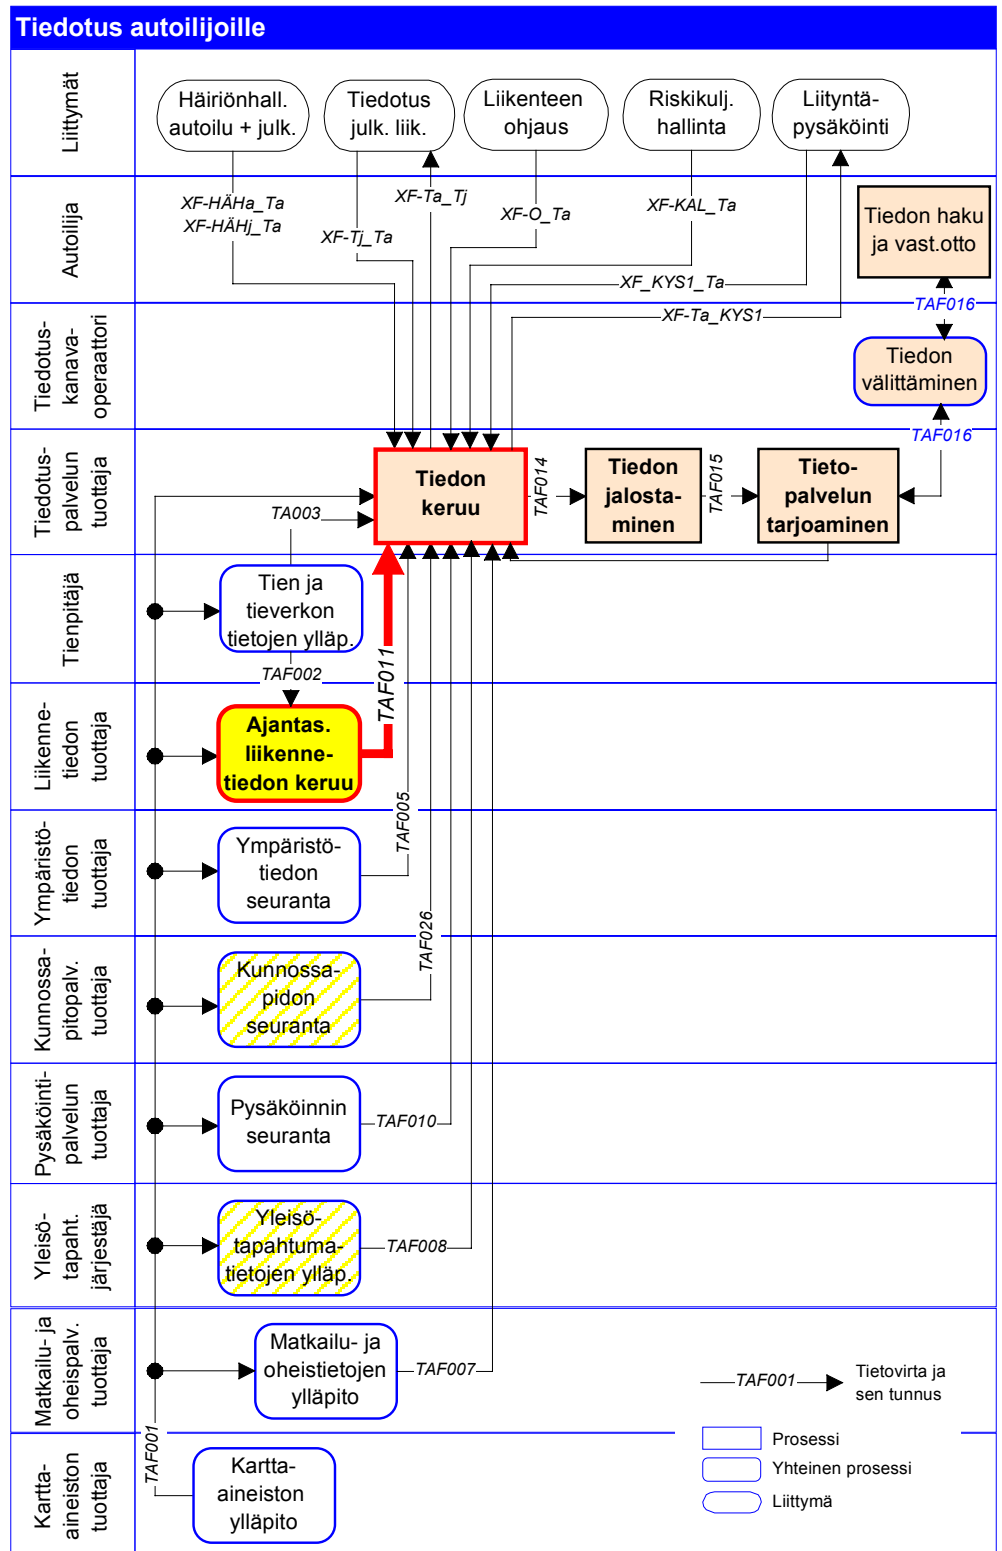 Tiedotus autoilijoille
Liittymät
Häiriönhall.
autoilu + julk.
Tiedotus
julk. liik.
Liikenteen
ohjaus
Riskikulj.
hallinta
Liityntä-
pysäköinti
Autoilija
XF-HÄHa_Ta
XF-HÄHj_Ta
XF-Tj_Ta
XF-Ta_Tj
XF-O_Ta
XF-KAL_Ta
XF_KYS1_Ta
XF-Ta_KYS1
Tiedon haku
ja vast.otto
TAF016
Tiedotus-
kanava-
operaattori
Tiedon
välittäminen
TAF016
Tiedotus-
palvelun
tuottaja
TA003
Tiedon
keruu
TAF014
Tiedon
jalosta-
minen
TAF015
Tieto-
palvelun
tarjoaminen
Tienpitäjä
Tien ja
tieverkon
tietojen ylläp.
TAF002
TAF011
Liikenne-
tiedon
tuottaja
Ajantas.
liikenne-
tiedon keruu
TAF005
Ympäristö-
tiedon
tuottaja
Ympäristö-
tiedon
seuranta
TAF026
Kunnossa-
pitopalv.
tuottaja
Kunnossa-
pidon
seuranta
Pysäköinti-
palvelun
tuottaja
Pysäköinnin
seuranta
TAF010
Yleisö-
tapaht.
järjestäjä
Yleisö-
tapahtuma-
tietojen ylläp.
TAF008
Matkailu- ja
oheispalv.
tuottaja
Matkailu- ja
oheistietojen
ylläpito
TAF007
TAF001
Tietovirta ja
sen tunnus
Prosessi
Yhteinen prosessi
Liittymä
Kartta-
aineiston
tuottaja
TAF001
Kartta-
aineiston
ylläpito